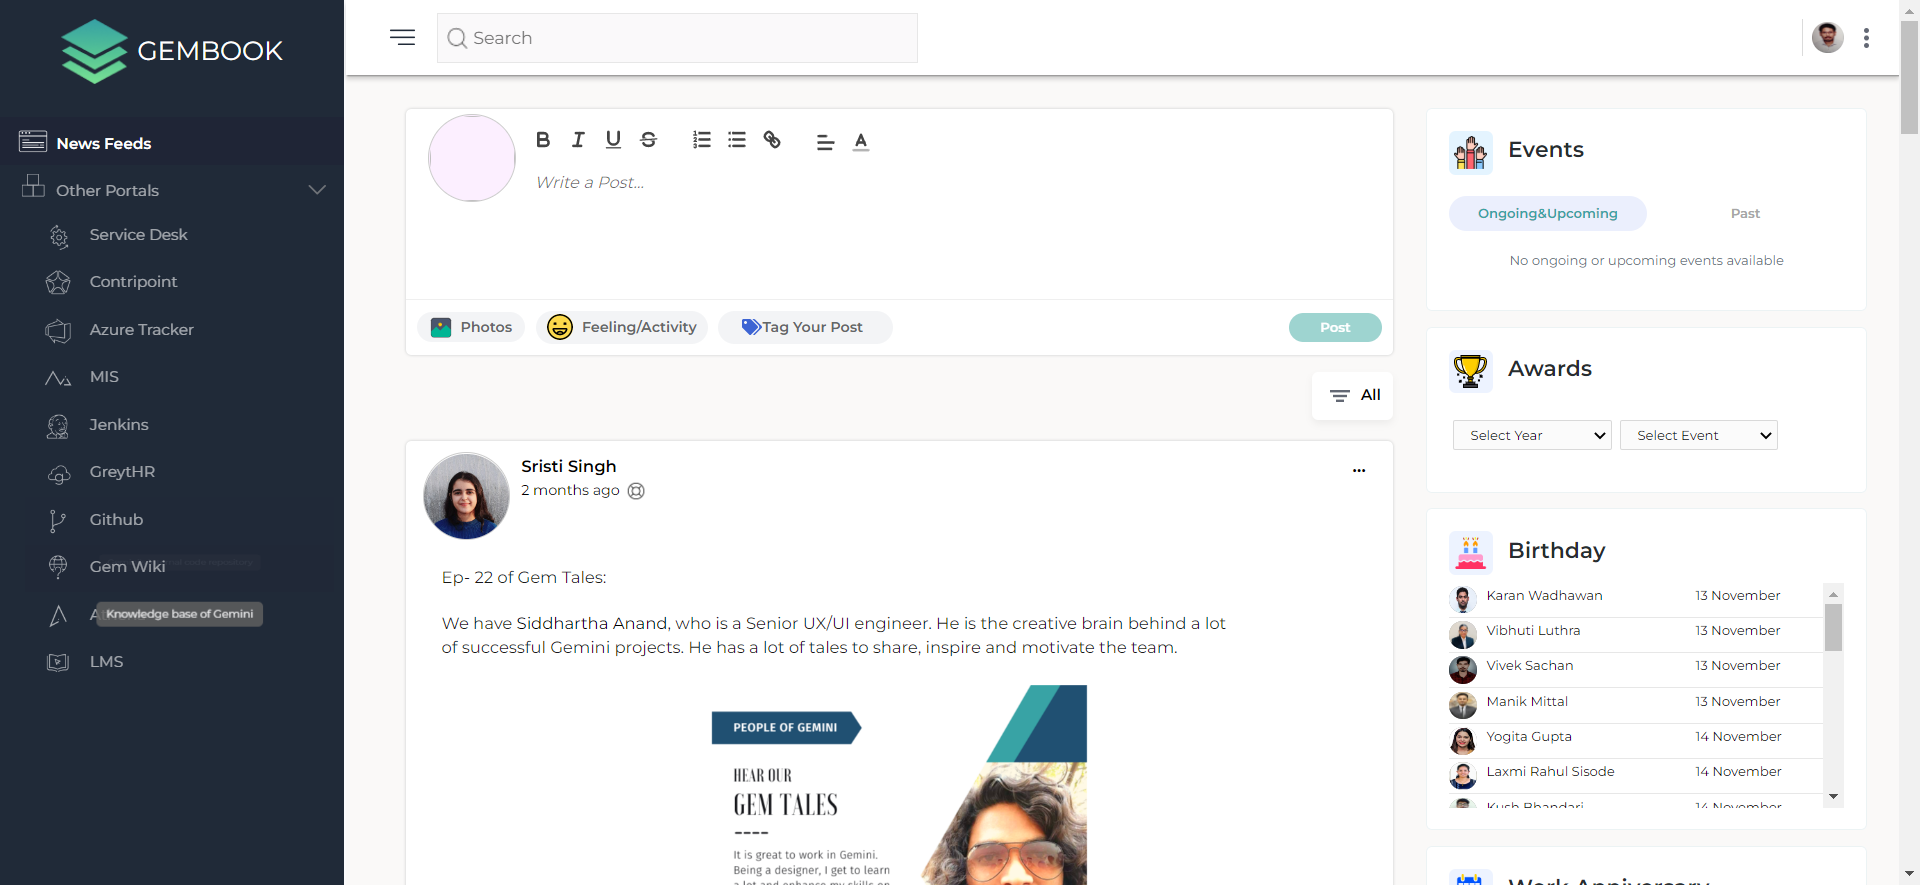 GEMBOOK
News Feeds
Other Portals
Service Desk
Contripoint
Azure Tracker
MIS
Jenkins
GreytHR
Github
Gem Wiki
Knowledge base of Gemini
LMS
Search
Write a Post...
Photos
Feeling/Activity
Tag Your Post
Post
All
Sristi Singh
2 months ago
Ep- 22 of Gem Tales:
We have Siddhartha Anand, who is a Senior UX/UI engineer. He is the creative brain behind a lot
of successful Gemini projects. He has a lot of tales to share, inspire and motivate the team.
PEOPLE OF GEMINI
HEAR OUR
GEM TALES
It is great to work in Gemini.
Being a designer, I get to learn
a lot and enhance my skills on
Events
Ongoing&Upcoming Past
No ongoing or upcoming events available
Awards
Select Year Select Event
Birthday
Karan Wadhawan 13 November
Vibhuti Luthra 13 November
Vivek Sachan 13 November
Manik Mittal 13 November
Yogita Gupta 14 November
Laxmi Rahul Sisode 14 November
Kush Bhandari 14 November
Work Anniversary